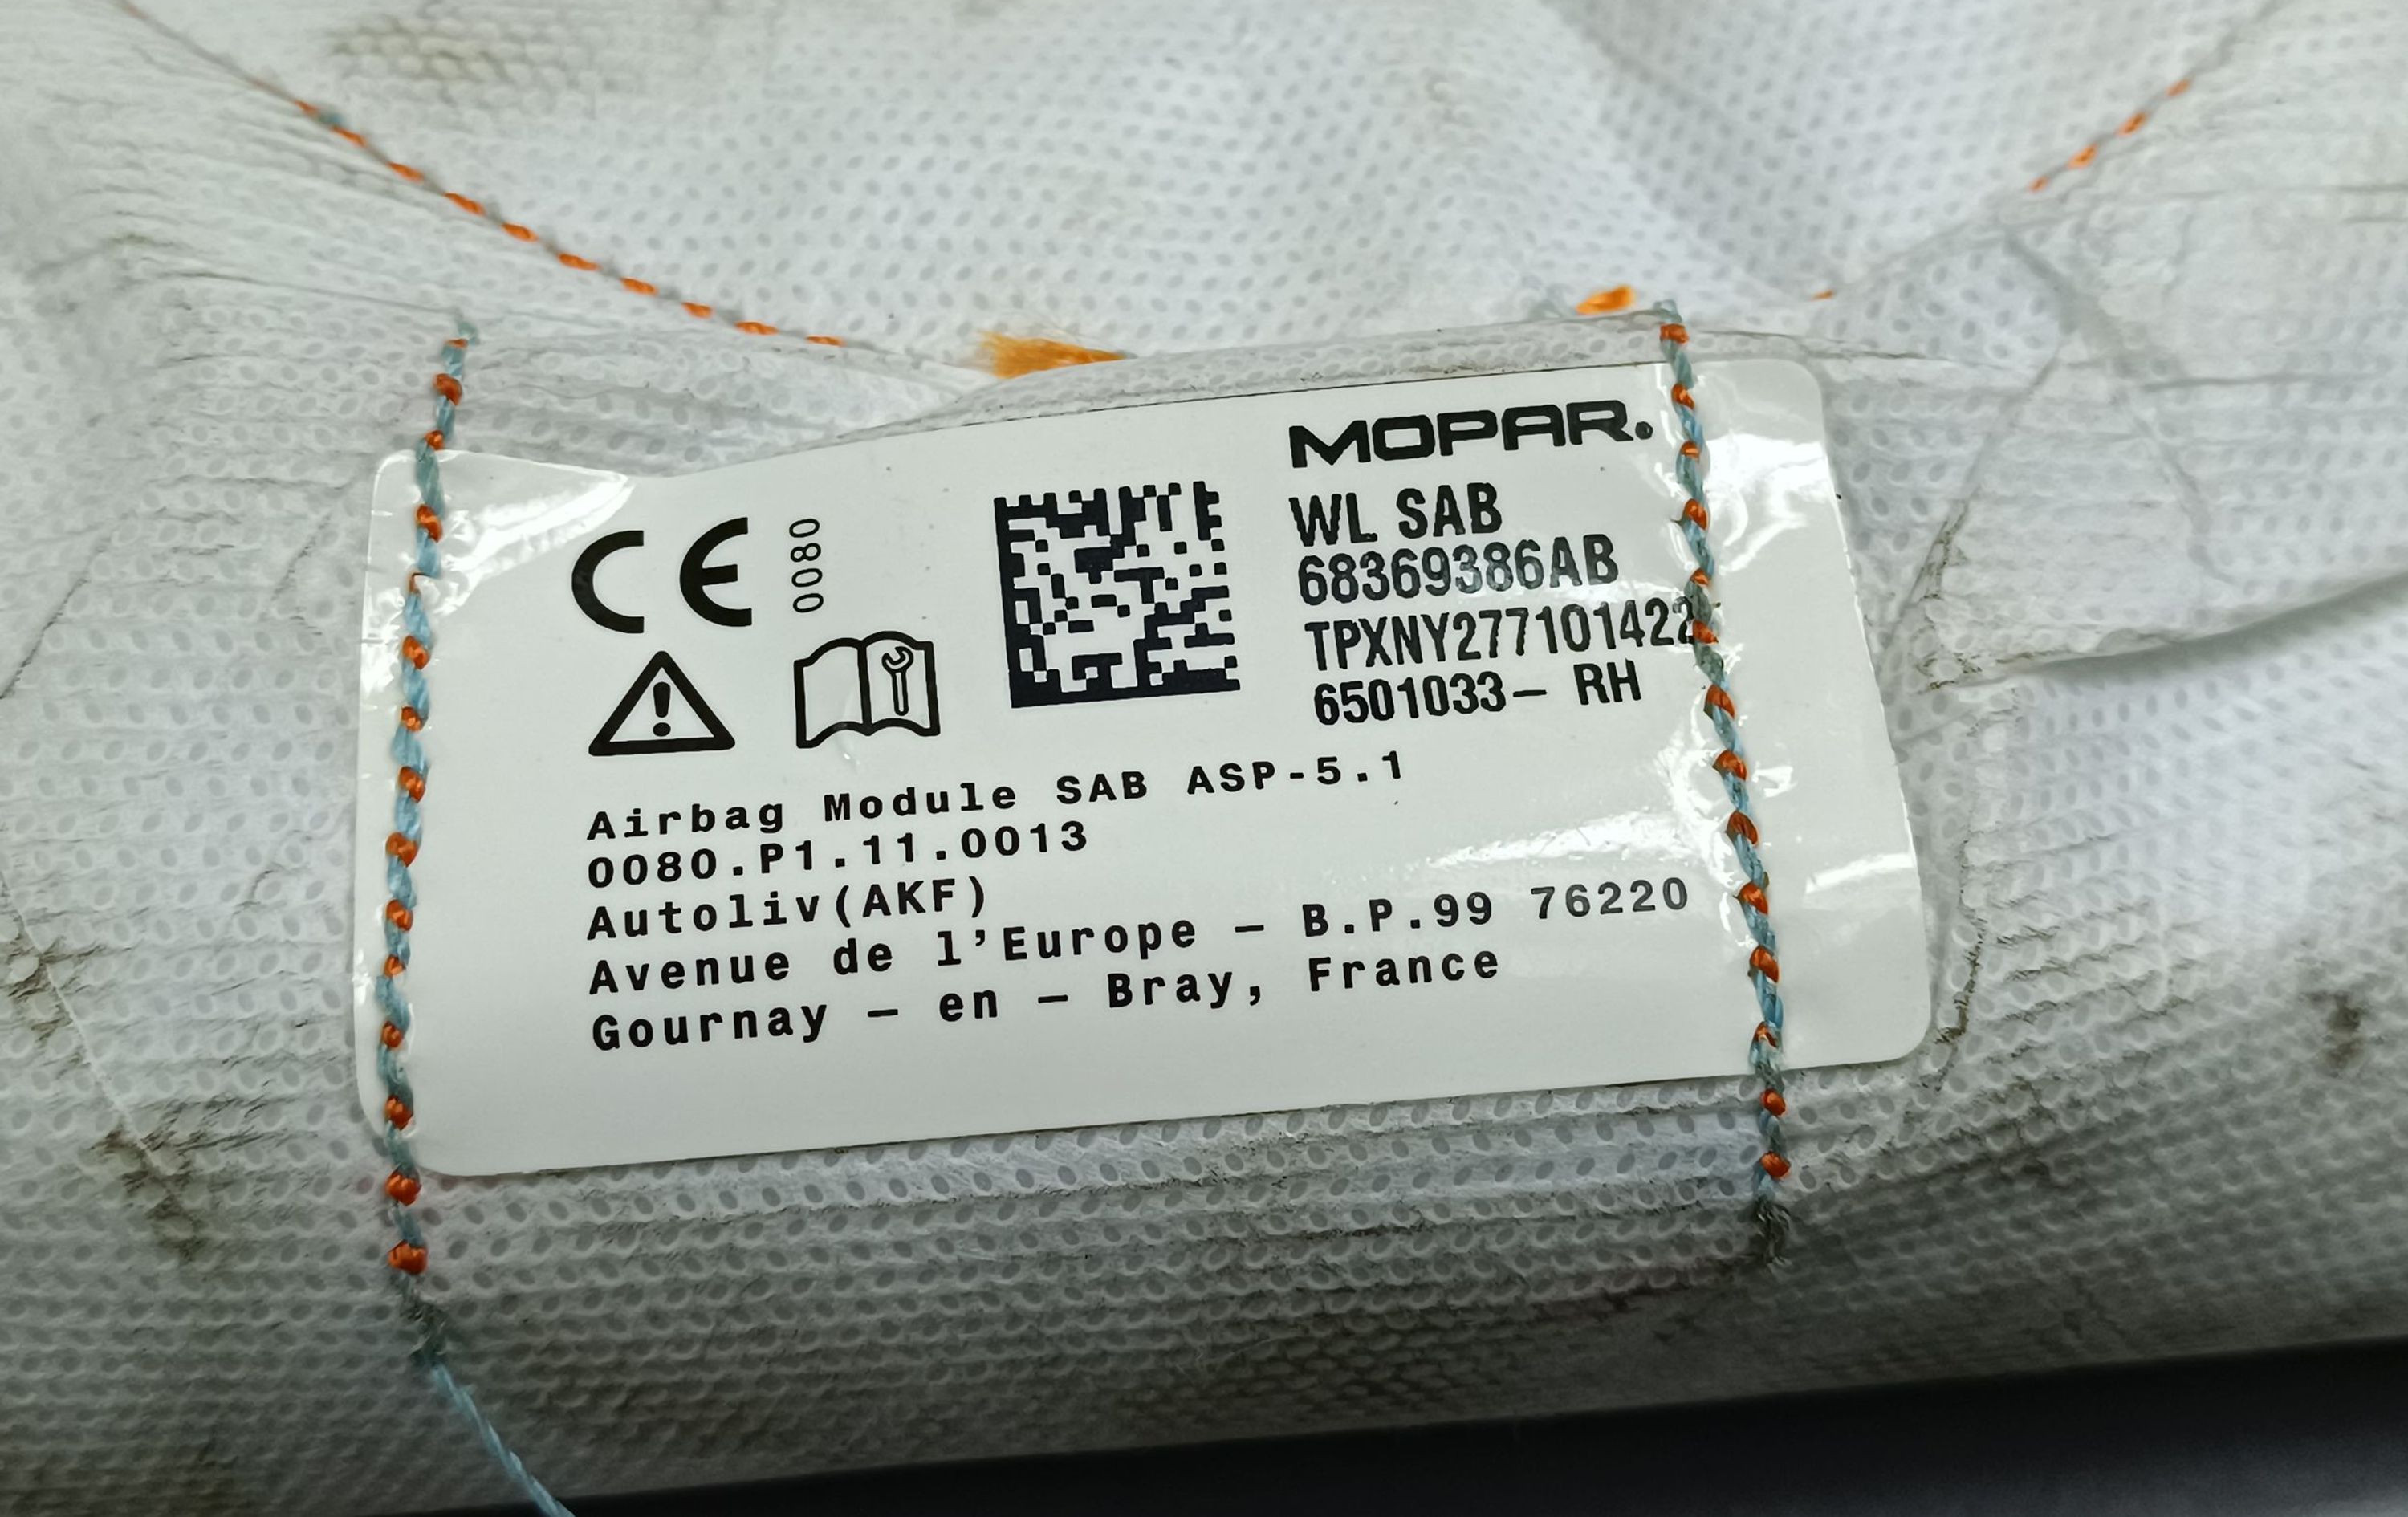 MOPAR.
CE 0080
WL SAB
68369386AB
TPXNY277101422
6501033— RH
Airbag Module SAB ASP-5.1
0080.P1.11.0013
Autoliv(AKF)
Avenue de l'Europe — B.P.99 76220
Gournay — en — Bray, France